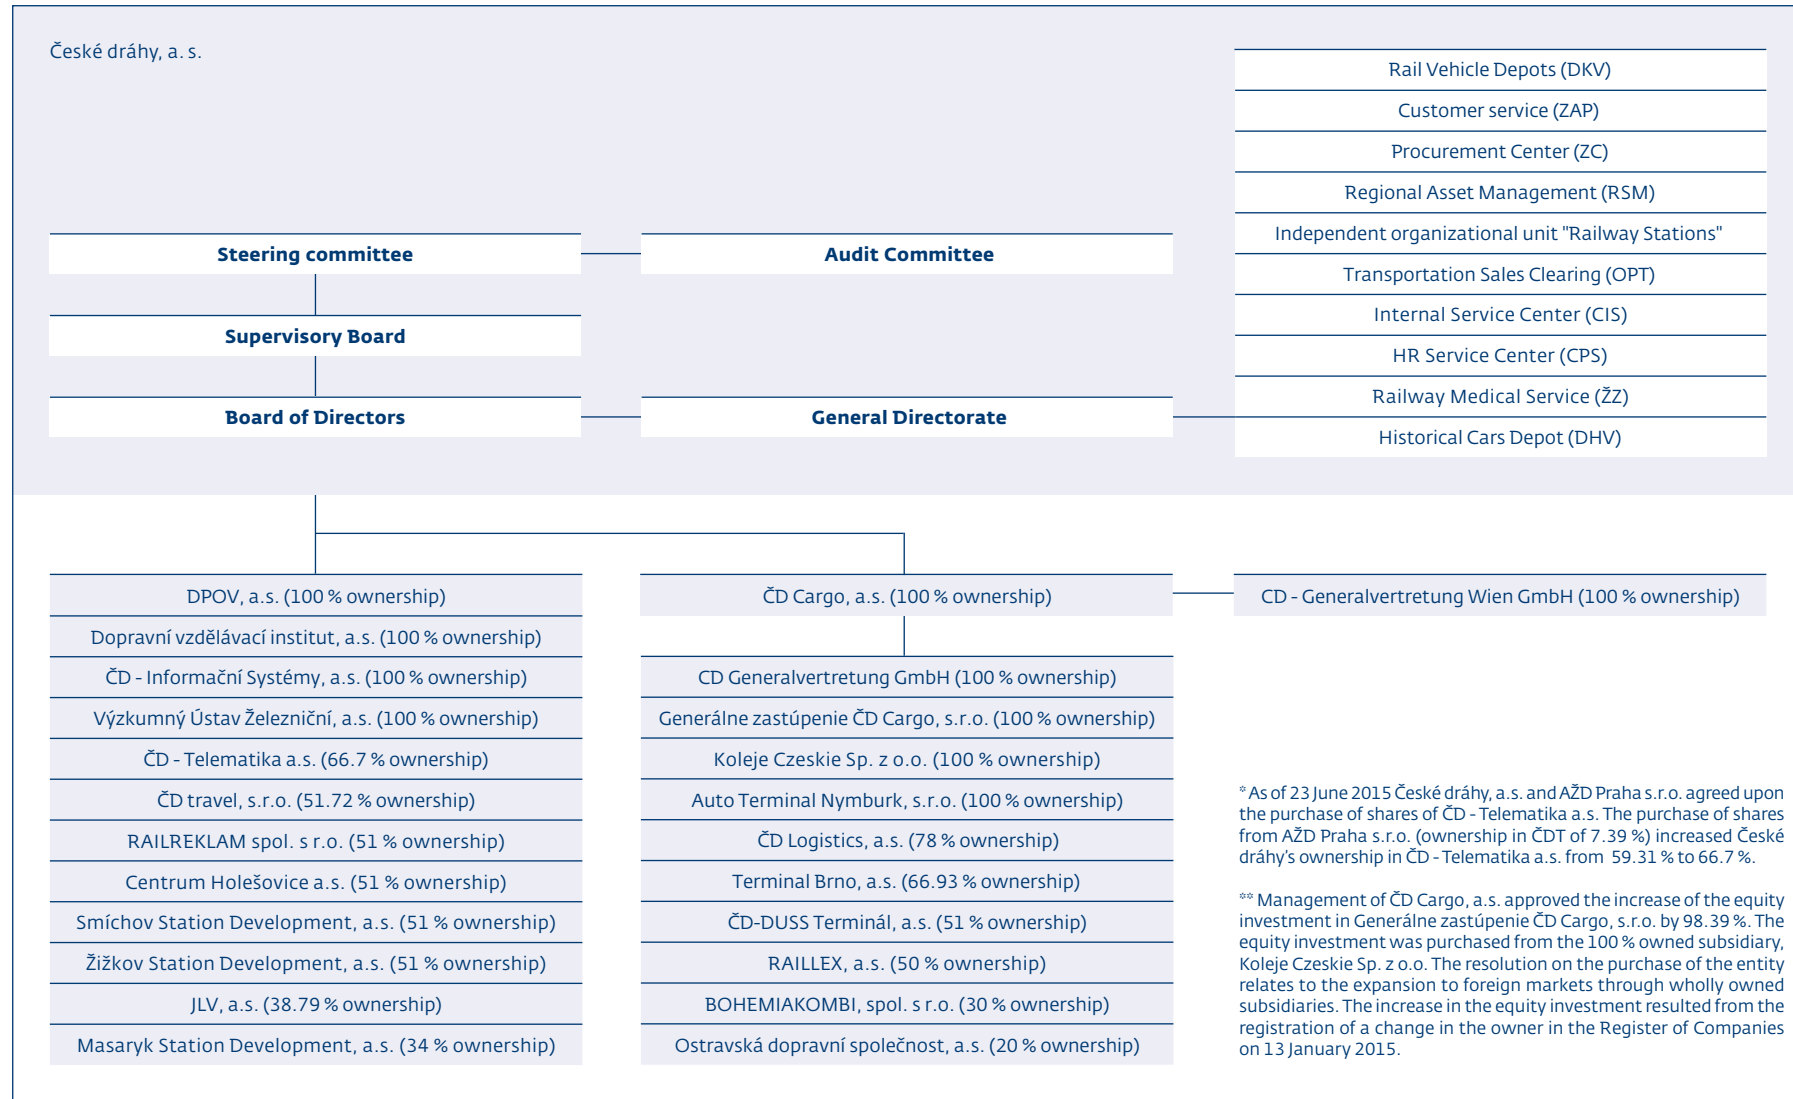 České dráhy, a. s.
Rail Vehicle Depots (DKV)
Customer service (ZAP)
Procurement Center (ZC)
Regional Asset Management (RSM)
Independent organizational unit "Railway Stations"
Transportation Sales Clearing (OPT)
Internal Service Center (CIS)
HR Service Center (CPS)
Railway Medical Service (ŽZ)
Historical Cars Depot (DHV)
Steering committee
Audit Committee
Supervisory Board
Board of Directors
General Directorate
DPOV, a.s. (100 % ownership)
Dopravní vzdělávací institut, a.s. (100 % ownership)
ČD - Informační Systémy, a.s. (100 % ownership)
Výzkumný Ústav Železniční, a.s. (100 % ownership)
ČD - Telematika a.s. (66.7 % ownership)
ČD travel, s.r.o. (51.72 % ownership)
RAILREKLAM spol. s r.o. (51 % ownership)
Centrum Holešovice a.s. (51 % ownership)
Smíchov Station Development, a.s. (51 % ownership)
Žižkov Station Development, a.s. (51 % ownership)
JLV, a.s. (38.79 % ownership)
Masaryk Station Development, a.s. (34 % ownership)
ČD Cargo, a.s. (100 % ownership)
CD - Generalvertretung Wien GmbH (100 % ownership)
CD Generalvertretung GmbH (100 % ownership)
Generálne zastúpenie ČD Cargo, s.r.o. (100 % ownership)
Koleje Czeskie Sp. z o.o. (100 % ownership)
Auto Terminal Nymburk, s.r.o. (100 % ownership)
ČD Logistics, a.s. (78 % ownership)
Terminal Brno, a.s. (66.93 % ownership)
ČD-DUSS Terminál, a.s. (51 % ownership)
RAILLEX, a.s. (50 % ownership)
BOHEMIAKOMBI, spol. s r.o. (30 % ownership)
Ostravská dopravní společnost, a.s. (20 % ownership)
* As of 23 June 2015 České dráhy, a.s. and AŽD Praha s.r.o. agreed upon
the purchase of shares of ČD - Telematika a.s. The purchase of shares
from AŽD Praha s.r.o. (ownership in ČDT of 7.39 %) increased České
dráhy's ownership in ČD - Telematika a.s. from 59.31 % to 66.7 %.
** Management of ČD Cargo, a.s. approved the increase of the equity
investment in Generálne zastúpenie ČD Cargo, s.r.o. by 98.39 %. The
equity investment was purchased from the 100 % owned subsidiary,
Koleje Czeskie Sp. z o.o. The resolution on the purchase of the entity
relates to the expansion to foreign markets through wholly owned
subsidiaries. The increase in the equity investment resulted from the
registration of a change in the owner in the Register of Companies
on 13 January 2015.